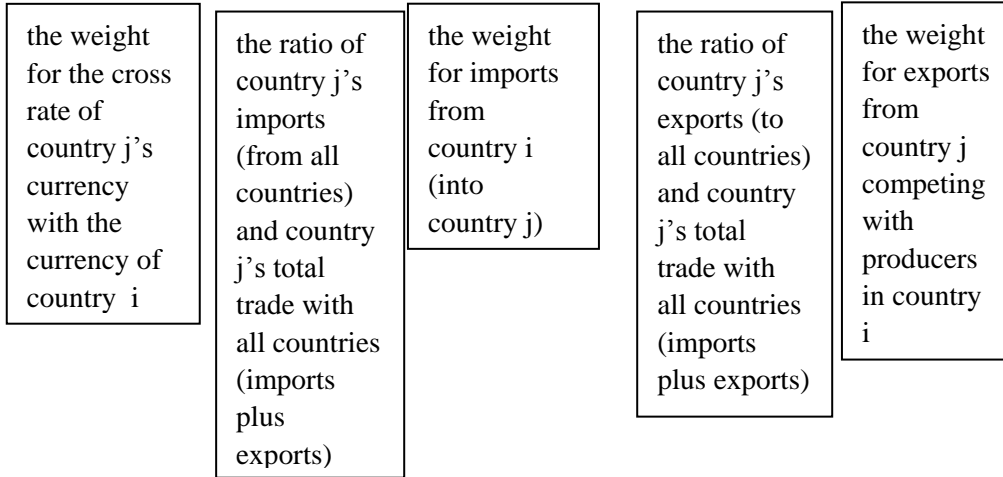 the weight
for the cross
rate of
country j’s
currency
with the
currency of
country i
the ratio of
country j’s
imports
(from all
countries)
and country
j’s total
trade with
all countries
(imports
plus
exports)
the weight
for imports
from
country i
(into
country j)
the ratio of
country j’s
exports (to
all countries)
and country
j’s total
trade with
all countries
(imports
plus exports)
the weight
for exports
from
country j
competing
with
producers
in country
i